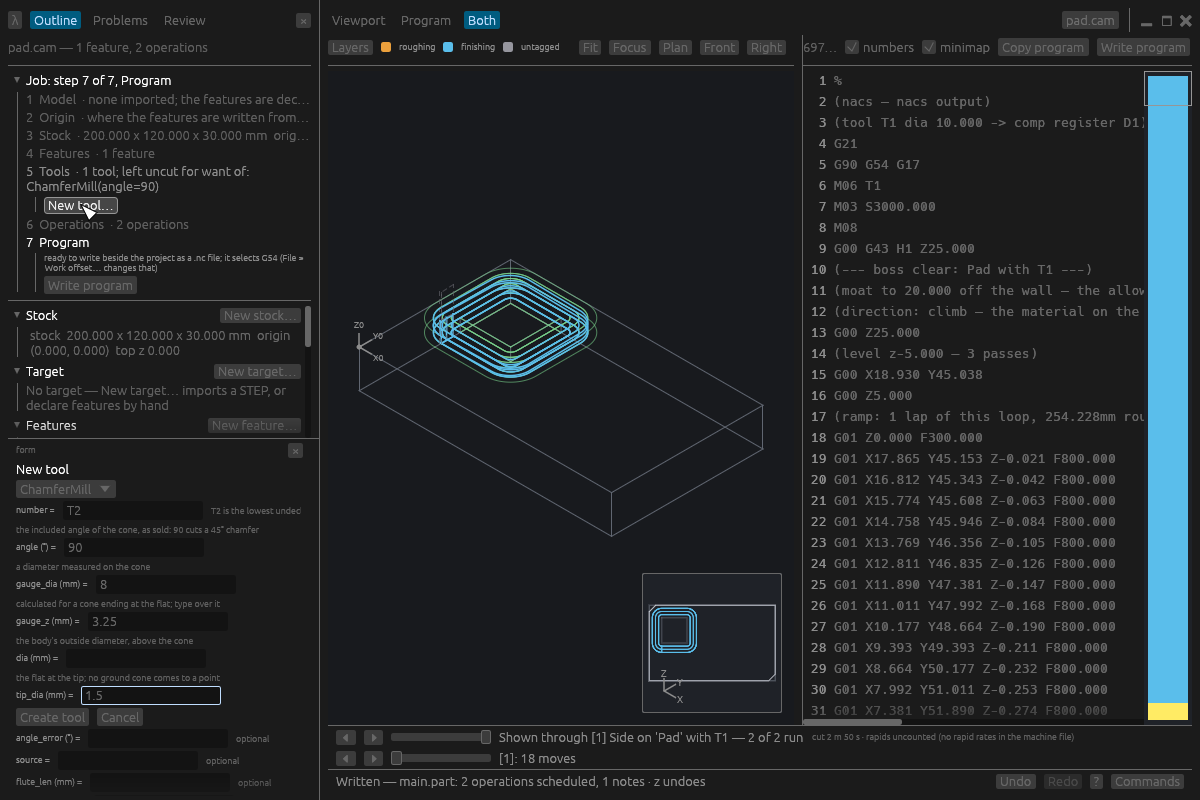 λ Outline Problems Review ×
pad.cam — 1 feature, 2 operations
Job: step 7 of 7, Program
1 Model · none imported; the features are dec...
2 Origin · where the features are written from...
3 Stock · 200.000 x 120.000 x 30.000 mm orig...
4 Features · 1 feature
5 Tools · 1 tool; left uncut for want of:
ChamferMill(angle=90)
New tool...
6 Operations · 2 operations
7 Program
ready to write beside the project as a .nc file; it selects G54 (File »
Work offset... changes that)
Write program
Stock New stock...
stock 200.000 x 120.000 x 30.000 mm origin
(0.000, 0.000) top z 0.000
Target New target...
No target — New target... imports a STEP, or
declare features by hand
Features New feature...
form ×
New tool
ChamferMill
number = T2 T2 is the lowest undec
the included angle of the cone, as sold: 90 cuts a 45° chamfer
angle (°) = 90
a diameter measured on the cone
gauge_dia (mm) = 8
calculated for a cone ending at the flat; type over it
gauge_z (mm) = 3.25
the body's outside diameter, above the cone
dia (mm) =
the flat at the tip; no ground cone comes to a point
tip_dia (mm) = 1.5
Create tool Cancel
angle_error (°) = optional
source = optional
flute_len (mm) = optional
Viewport Program Both
Layers roughing finishing untagged Fit Focus Plan Front Right
Z0
Y0
X0
Z
Y
X
pad.cam
697... numbers minimap Copy program Write program
1 %
2 (nacs — nacs output)
3 (tool T1 dia 10.000 -> comp register D1)
4 G21
5 G90 G54 G17
6 M06 T1
7 M03 S3000.000
8 M08
9 G00 G43 H1 Z25.000
10 (--- boss clear: Pad with T1 ---)
11 (moat to 20.000 off the wall — the allow
12 (direction: climb — the material on the
13 G00 Z25.000
14 (level z-5.000 — 3 passes)
15 G00 X18.930 Y45.038
16 G00 Z5.000
17 (ramp: 1 lap of this loop, 254.228mm rou
18 G01 Z0.000 F300.000
19 G01 X17.865 Y45.153 Z-0.021 F800.000
20 G01 X16.812 Y45.343 Z-0.042 F800.000
21 G01 X15.774 Y45.608 Z-0.063 F800.000
22 G01 X14.758 Y45.946 Z-0.084 F800.000
23 G01 X13.769 Y46.356 Z-0.105 F800.000
24 G01 X12.811 Y46.835 Z-0.126 F800.000
25 G01 X11.890 Y47.381 Z-0.147 F800.000
26 G01 X11.011 Y47.992 Z-0.168 F800.000
27 G01 X10.177 Y48.664 Z-0.190 F800.000
28 G01 X9.393 Y49.393 Z-0.211 F800.000
29 G01 X8.664 Y50.177 Z-0.232 F800.000
30 G01 X7.992 Y51.011 Z-0.253 F800.000
31 G01 X7.381 Y51.890 Z-0.274 F800.000
Shown through [1] Side on 'Pad' with T1 — 2 of 2 run cut 2 m 50 s · rapids uncounted (no rapid rates in the machine file)
[1]: 18 moves
Written — main.part: 2 operations scheduled, 1 notes · z undoes Undo Redo ? Commands